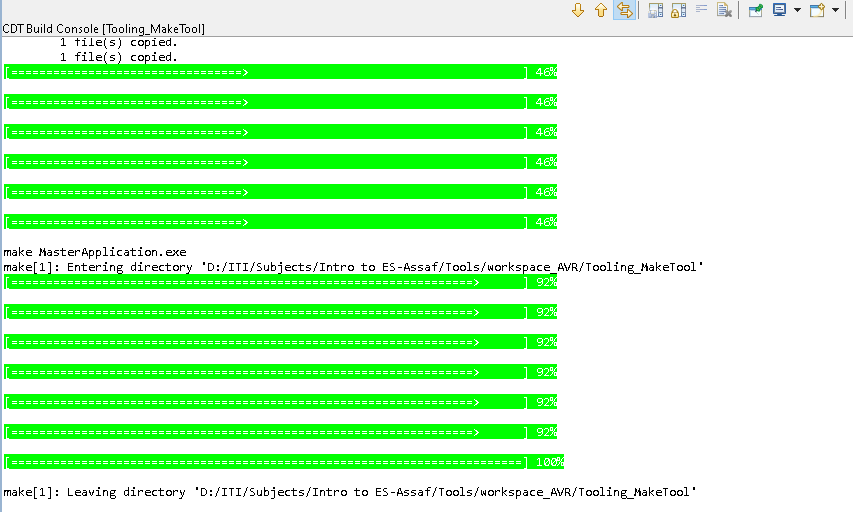 CDT Build Console [Tooling_MakeTool]
1 file(s) copied.
1 file(s) copied.
[=================================> ] 46%
[=================================> ] 46%
[=================================> ] 46%
[=================================> ] 46%
[=================================> ] 46%
[=================================> ] 46%
make MasterApplication.exe
make[1]: Entering directory 'D:/ITI/Subjects/Intro to ES-Assaf/Tools/workspace_AVR/Tooling_MakeTool'
[===================================================================> ] 92%
[===================================================================> ] 92%
[===================================================================> ] 92%
[===================================================================> ] 92%
[===================================================================> ] 92%
[===================================================================> ] 92%
[==========================================================================] 100%
make[1]: Leaving directory 'D:/ITI/Subjects/Intro to ES-Assaf/Tools/workspace_AVR/Tooling_MakeTool'